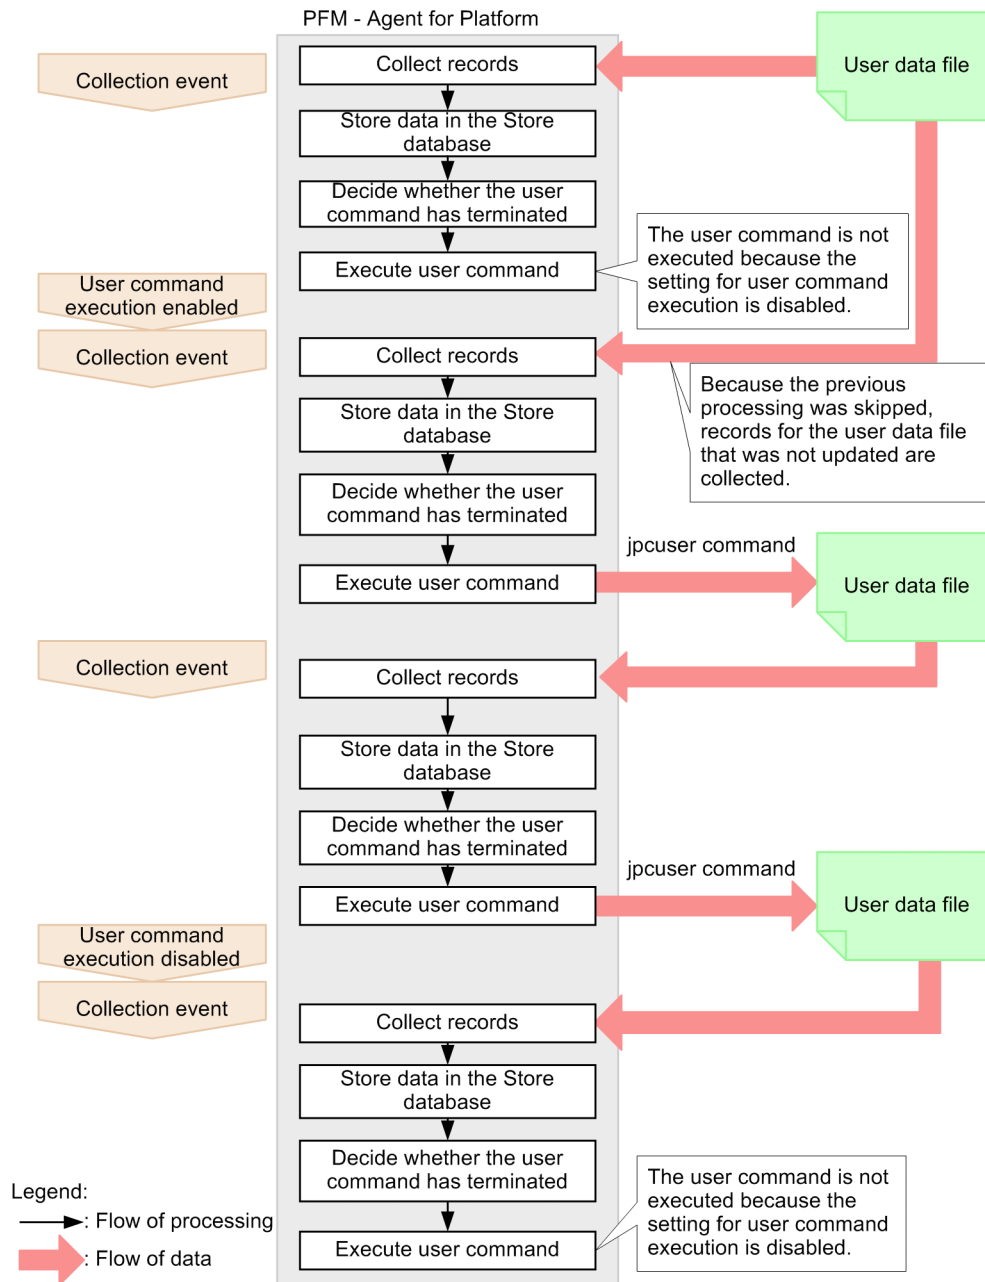 PFM - Agent for Platform
Collection event
Collect records
User data file
Store data in the Store
database
Decide whether the user
command has terminated
Execute user command
The user command is not
executed because the
setting for user command
execution is disabled.
User command
execution enabled
Collection event
Collect records
Because the previous
processing was skipped,
records for the user data file
that was not updated are
collected.
Store data in the Store
database
Decide whether the user
command has terminated
jpcuser command
Execute user command
User data file
Collection event
Collect records
Store data in the Store
database
Decide whether the user
command has terminated
jpcuser command
Execute user command
User data file
User command
execution disabled
Collection event
Collect records
Store data in the Store
database
Decide whether the user
command has terminated
Execute user command
The user command is not
executed because the
setting for user command
execution is disabled.
Legend:
: Flow of processing
: Flow of data